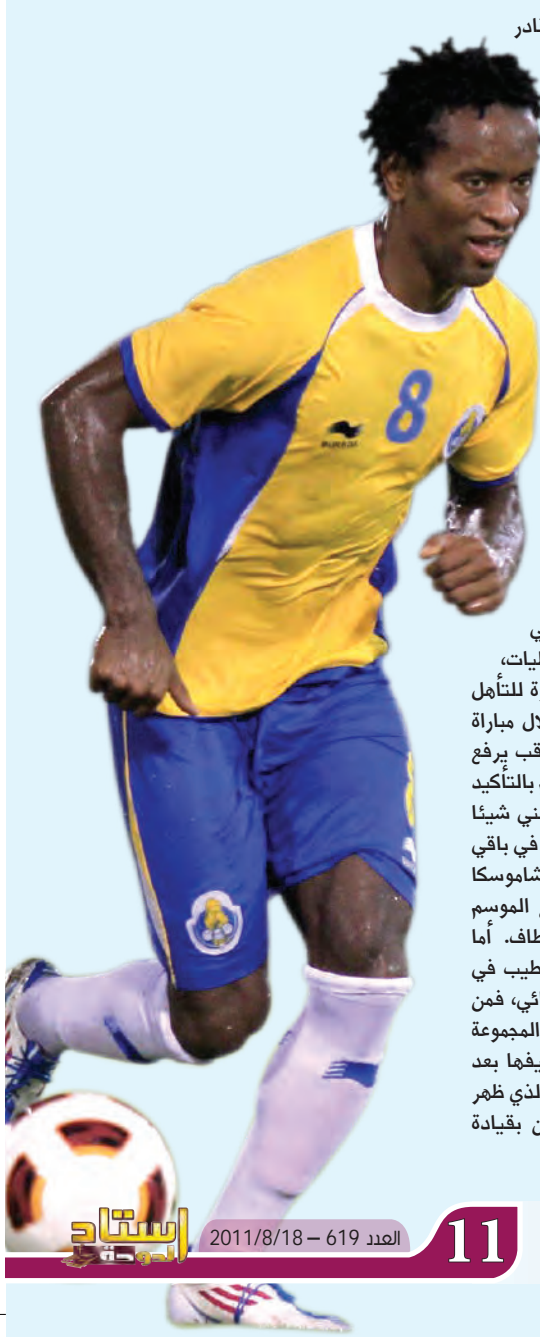 8
ليات،
ة للتأهل
لال مباراة
قب يرفع
بالتأكيد
ني شيئا
في باقي
شاموسكا
الموسم
طاف. أما
طيب في
ئي، فمن
المجموعة
يفها بعد
لذي ظهر
ن بقيادة
11
العدد 619 – 2011/8/18
استاد
الدوحة